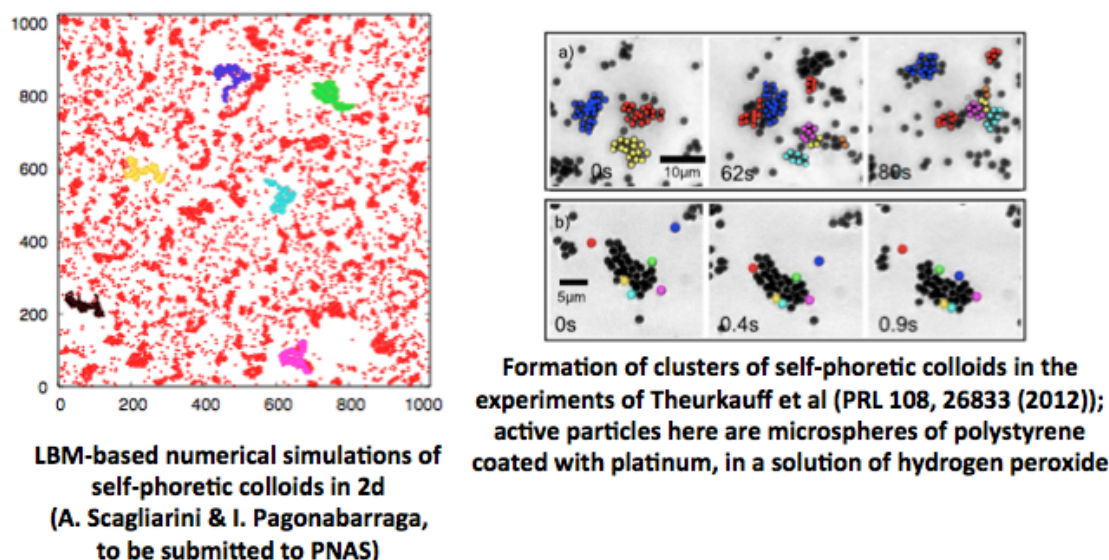 1000
800
600
400
200
0
0 200 400 600 800 1000
LBM-based numerical simulations of
self-phoretic colloids in 2d
(A. Scagliarini & I. Pagonabarraga,
to be submitted to PNAS)
a)
0s 10μm 62s 80s
b)
5μm
0s 0.4s 0.9s
Formation of clusters of self-phoretic colloids in the
experiments of Theurkauff et al (PRL 108, 26833 (2012));
active particles here are microspheres of polystyrene
coated with platinum, in a solution of hydrogen peroxide